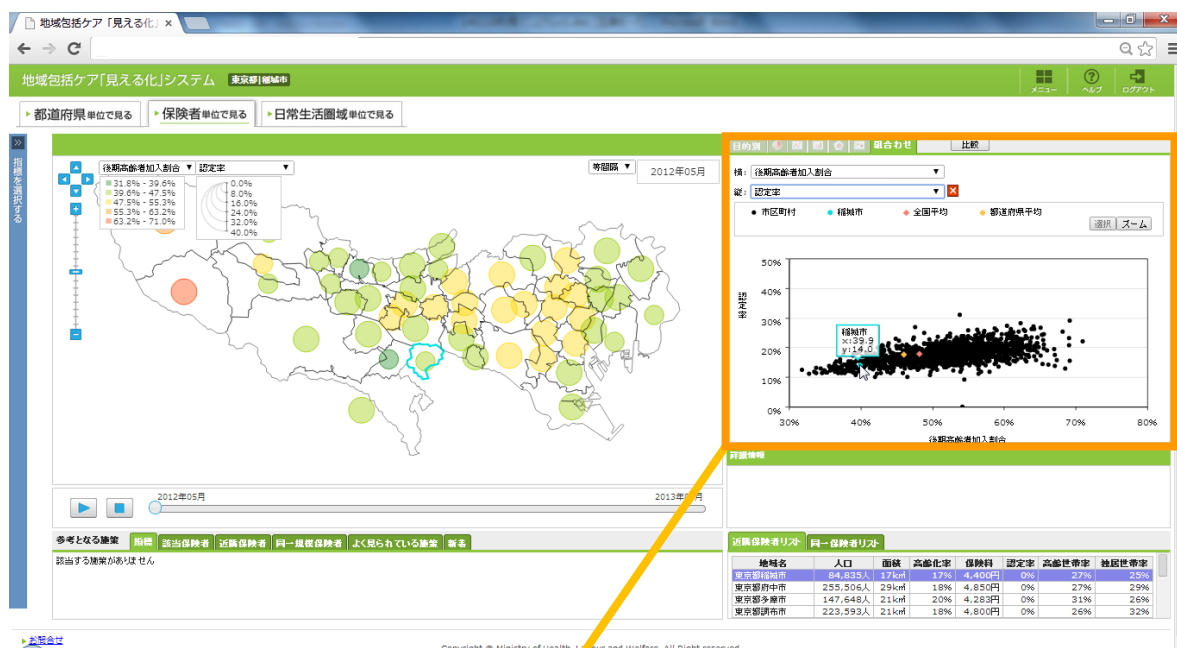 地域包括ケア「見える化」 ×
地域包括ケア「見える化」システム 東京都|稲城市
メニュー ヘルプ ログアウト
都道府県単位で見る 保険者単位で見る 日常生活圏域単位で見る
指標を選択する
後期高齢者加入割合 ▼ 認定率 ▼ 等間隔 ▼ 2012年05月
31.8% - 39.6%
39.6% - 47.5%
47.5% - 55.3%
55.3% - 63.2%
63.2% - 71.0%
0.0%
8.0%
16.0%
24.0%
32.0%
40.0%
目的別 組合わせ 比較
横: 後期高齢者加入割合 ▼
縦: 認定率 ▼ ×
市区町村 稲城市 全国平均 都道府県平均
選択 ズーム
50%
40%
30%
20%
10%
0%
認定率
稲城市
x:39.9
y:14.0
30% 40% 50% 60% 70% 80%
後期高齢者加入割合
詳細情報
2012年05月 2013年
参考となる施策 指標 該当保険者 近隣保険者 同一規模保険者 よく見られている施策 新着
該当する施策がありません
近隣保険者リスト 同一保険者リスト
地域名 人口 面積 高齢化率 保険料 認定率 高齢世帯率 独居世帯率
東京都稲城市 84,835人 17km² 17% 4,400円 0% 27% 25%
東京都府中市 255,506人 29km² 18% 4,850円 0% 27% 29%
東京都多摩市 147,648人 21km² 20% 4,283円 0% 31% 26%
東京都調布市 223,593人 21km² 18% 4,800円 0% 26% 32%
お問合せ